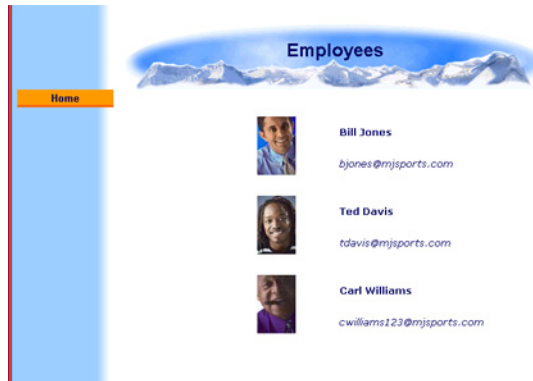 Employees
Home
Bill Jones
bjones@mjsports.com
Ted Davis
tdavis@mjsports.com
Carl Williams
cwilliams123@mjsports.com